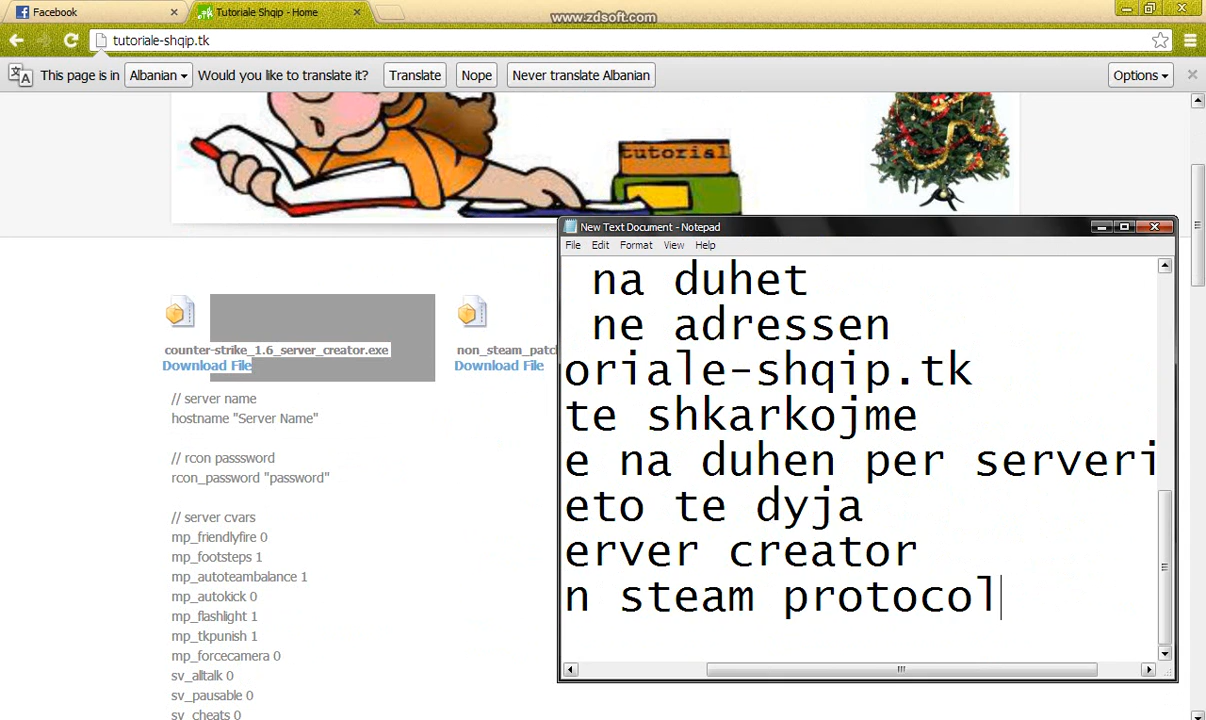 Facebook
Tutoriale Shqip - Home
www.zdsoft.com
tutoriale-shqip.tk
This page is in
Albanian
Would you like to translate it?
Translate
Nope
Never translate Albanian
Options
tutorial
counter-strike_1.6_server_creator.exe
Download File
non_steam_patc
Download File
// server name
hostname "Server Name"
// rcon passsword
rcon_password "password"
// server cvars
mp_friendlyfire 0
mp_footsteps 1
mp_autoteambalance 1
mp_autokick 0
mp_flashlight 1
mp_tkpunish 1
mp_forcecamera 0
sv_alltalk 0
sv_pausable 0
sv_cheats 0
New Text Document - Notepad
File Edit Format View Help
na duhet
ne adressen
oriale-shqip.tk
te shkarkojme
e na duhen per serveri
eto te dyja
erver creator
n steam protocol